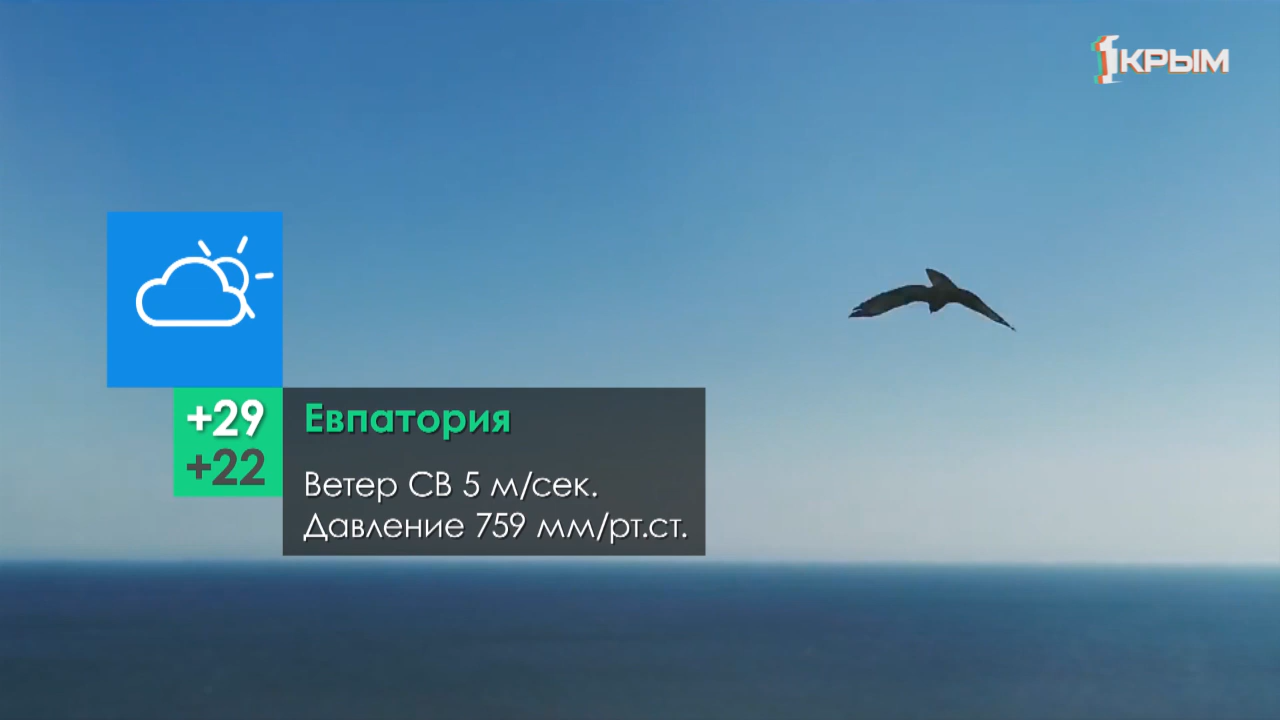 1КРЫМ
+29
+22
Евпатория
Ветер СВ 5 м/сек.
Давление 759 мм/рт.ст.